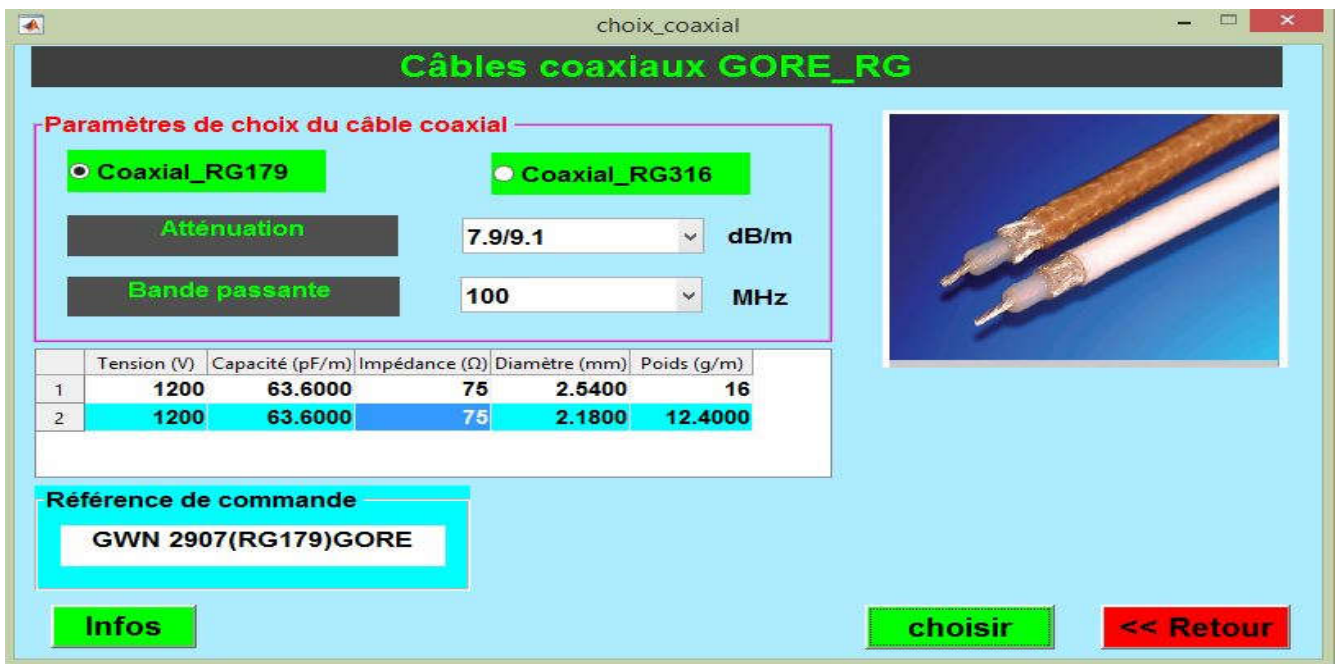 choix_coaxial
Câbles coaxiaux GORE_RG
Paramètres de choix du câble coaxial
Coaxial_RG179 Coaxial_RG316
Atténuation 7.9/9.1 dB/m
Bande passante 100 MHz
Tension (V) Capacité (pF/m) Impédance (Ω) Diamètre (mm) Poids (g/m)
1 1200 63.6000 75 2.5400 16
2 1200 63.6000 75 2.1800 12.4000
Référence de commande
GWN 2907(RG179)GORE
Infos choisir << Retour